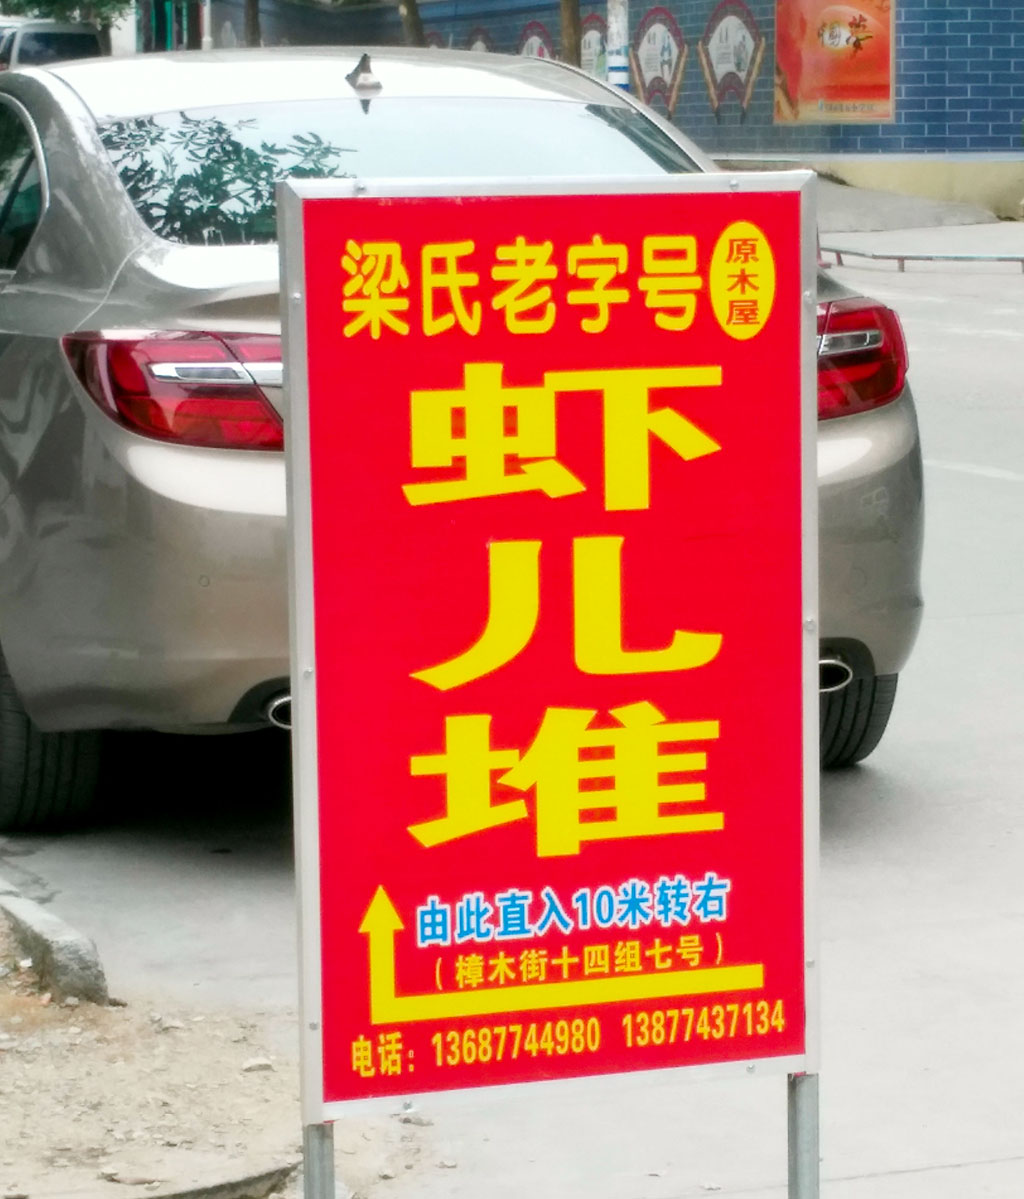 梁氏老字号
原木屋
虾儿堆
由此直入10米转右
（樟木街十四组七号）
电话：13687744980 13877437134